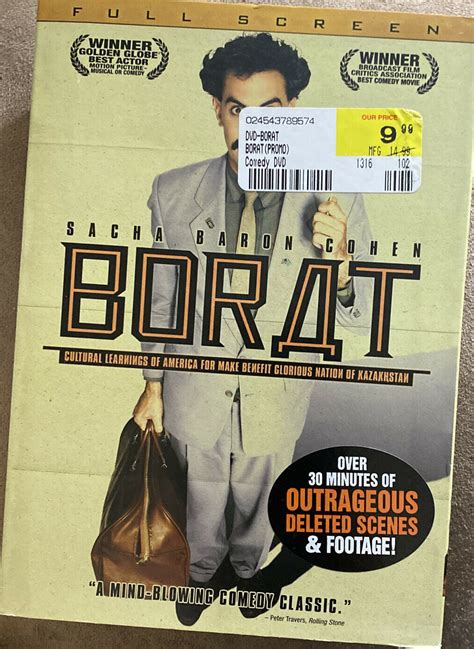 FULL SCREEN
WINNER
GOLDEN GLOBE
BEST ACTOR
MOTION PICTURE -
MUSICAL OR COMEDY
WINNER
BROADCAST FILM
CRITICS ASSOCIATION
BEST COMEDY MOVIE
024543789574
DVD-BORAT
BORAT(PROMO)
Comedy DVD
OUR PRICE
9 99
MFG 14.99
1316 102
SACHA BARON COHEN
BORДT
CULTURAL LEARNINGS OF AMERICA FOR MAKE BENEFIT GLORIOUS NATION OF KAZAKHSTAN
OVER
30 MINUTES OF
OUTRAGEOUS
DELETED SCENES
& FOOTAGE!
"A MIND-BLOWING COMEDY CLASSIC."
– Peter Travers, Rolling Stone